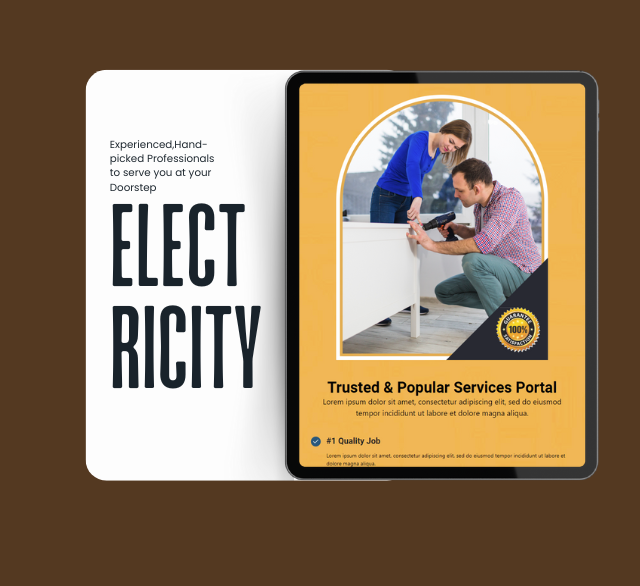 Experienced,Hand-
picked Professionals
to serve you at your
Doorstep
ELECT
RICITY
GUARANTEE
100%
SATISFACTION
Trusted & Popular Services Portal
Lorem ipsum dolor sit amet, consectetur adipiscing elit, sed do eiusmod
tempor incididunt ut labore et dolore magna aliqua.
#1 Quality Job
Lorem ipsum dolor sit amet, consectetur adipiscing elit, sed do eiusmod tempor incididunt ut labore et
dolore magna aliqua.